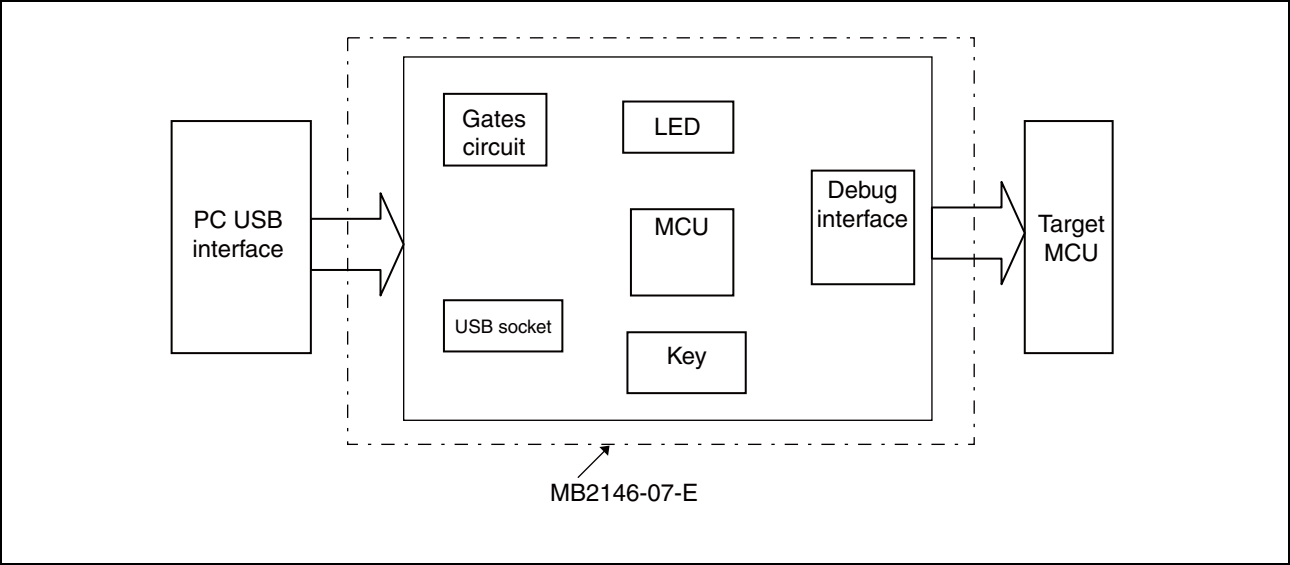 Gates
circuit
LED
PC USB
interface
MCU
Debug
interface
Target
MCU
USB socket
Key
MB2146-07-E